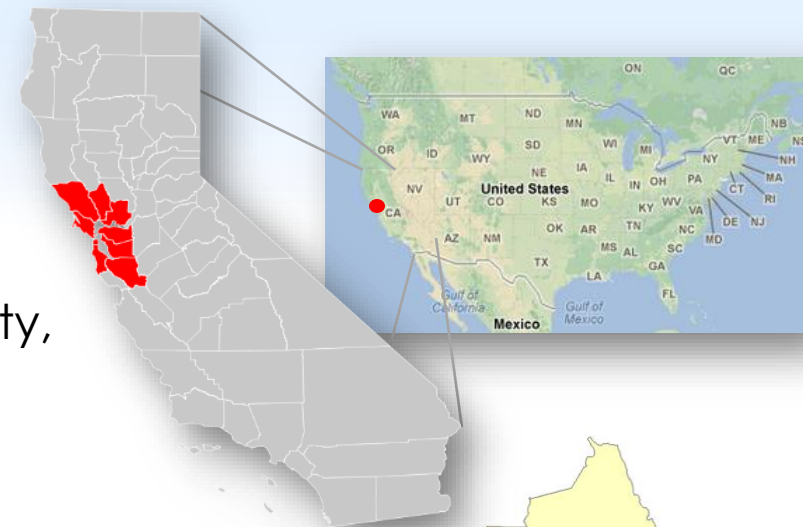 ON QC
WA MT ND MN NB
OR ID SD WI MI VT ME NS
WY NY NH
NE IA MA
NV IL IN OH PA CT RI
United States
UT CO KS MO KY WV VA DE NJ
CA
AZ NM OK AR TN NC MD
MS AL SC
TX GA
LA
FL
Gulf of
California
Gulf of
Mexico
Mexico
ty,